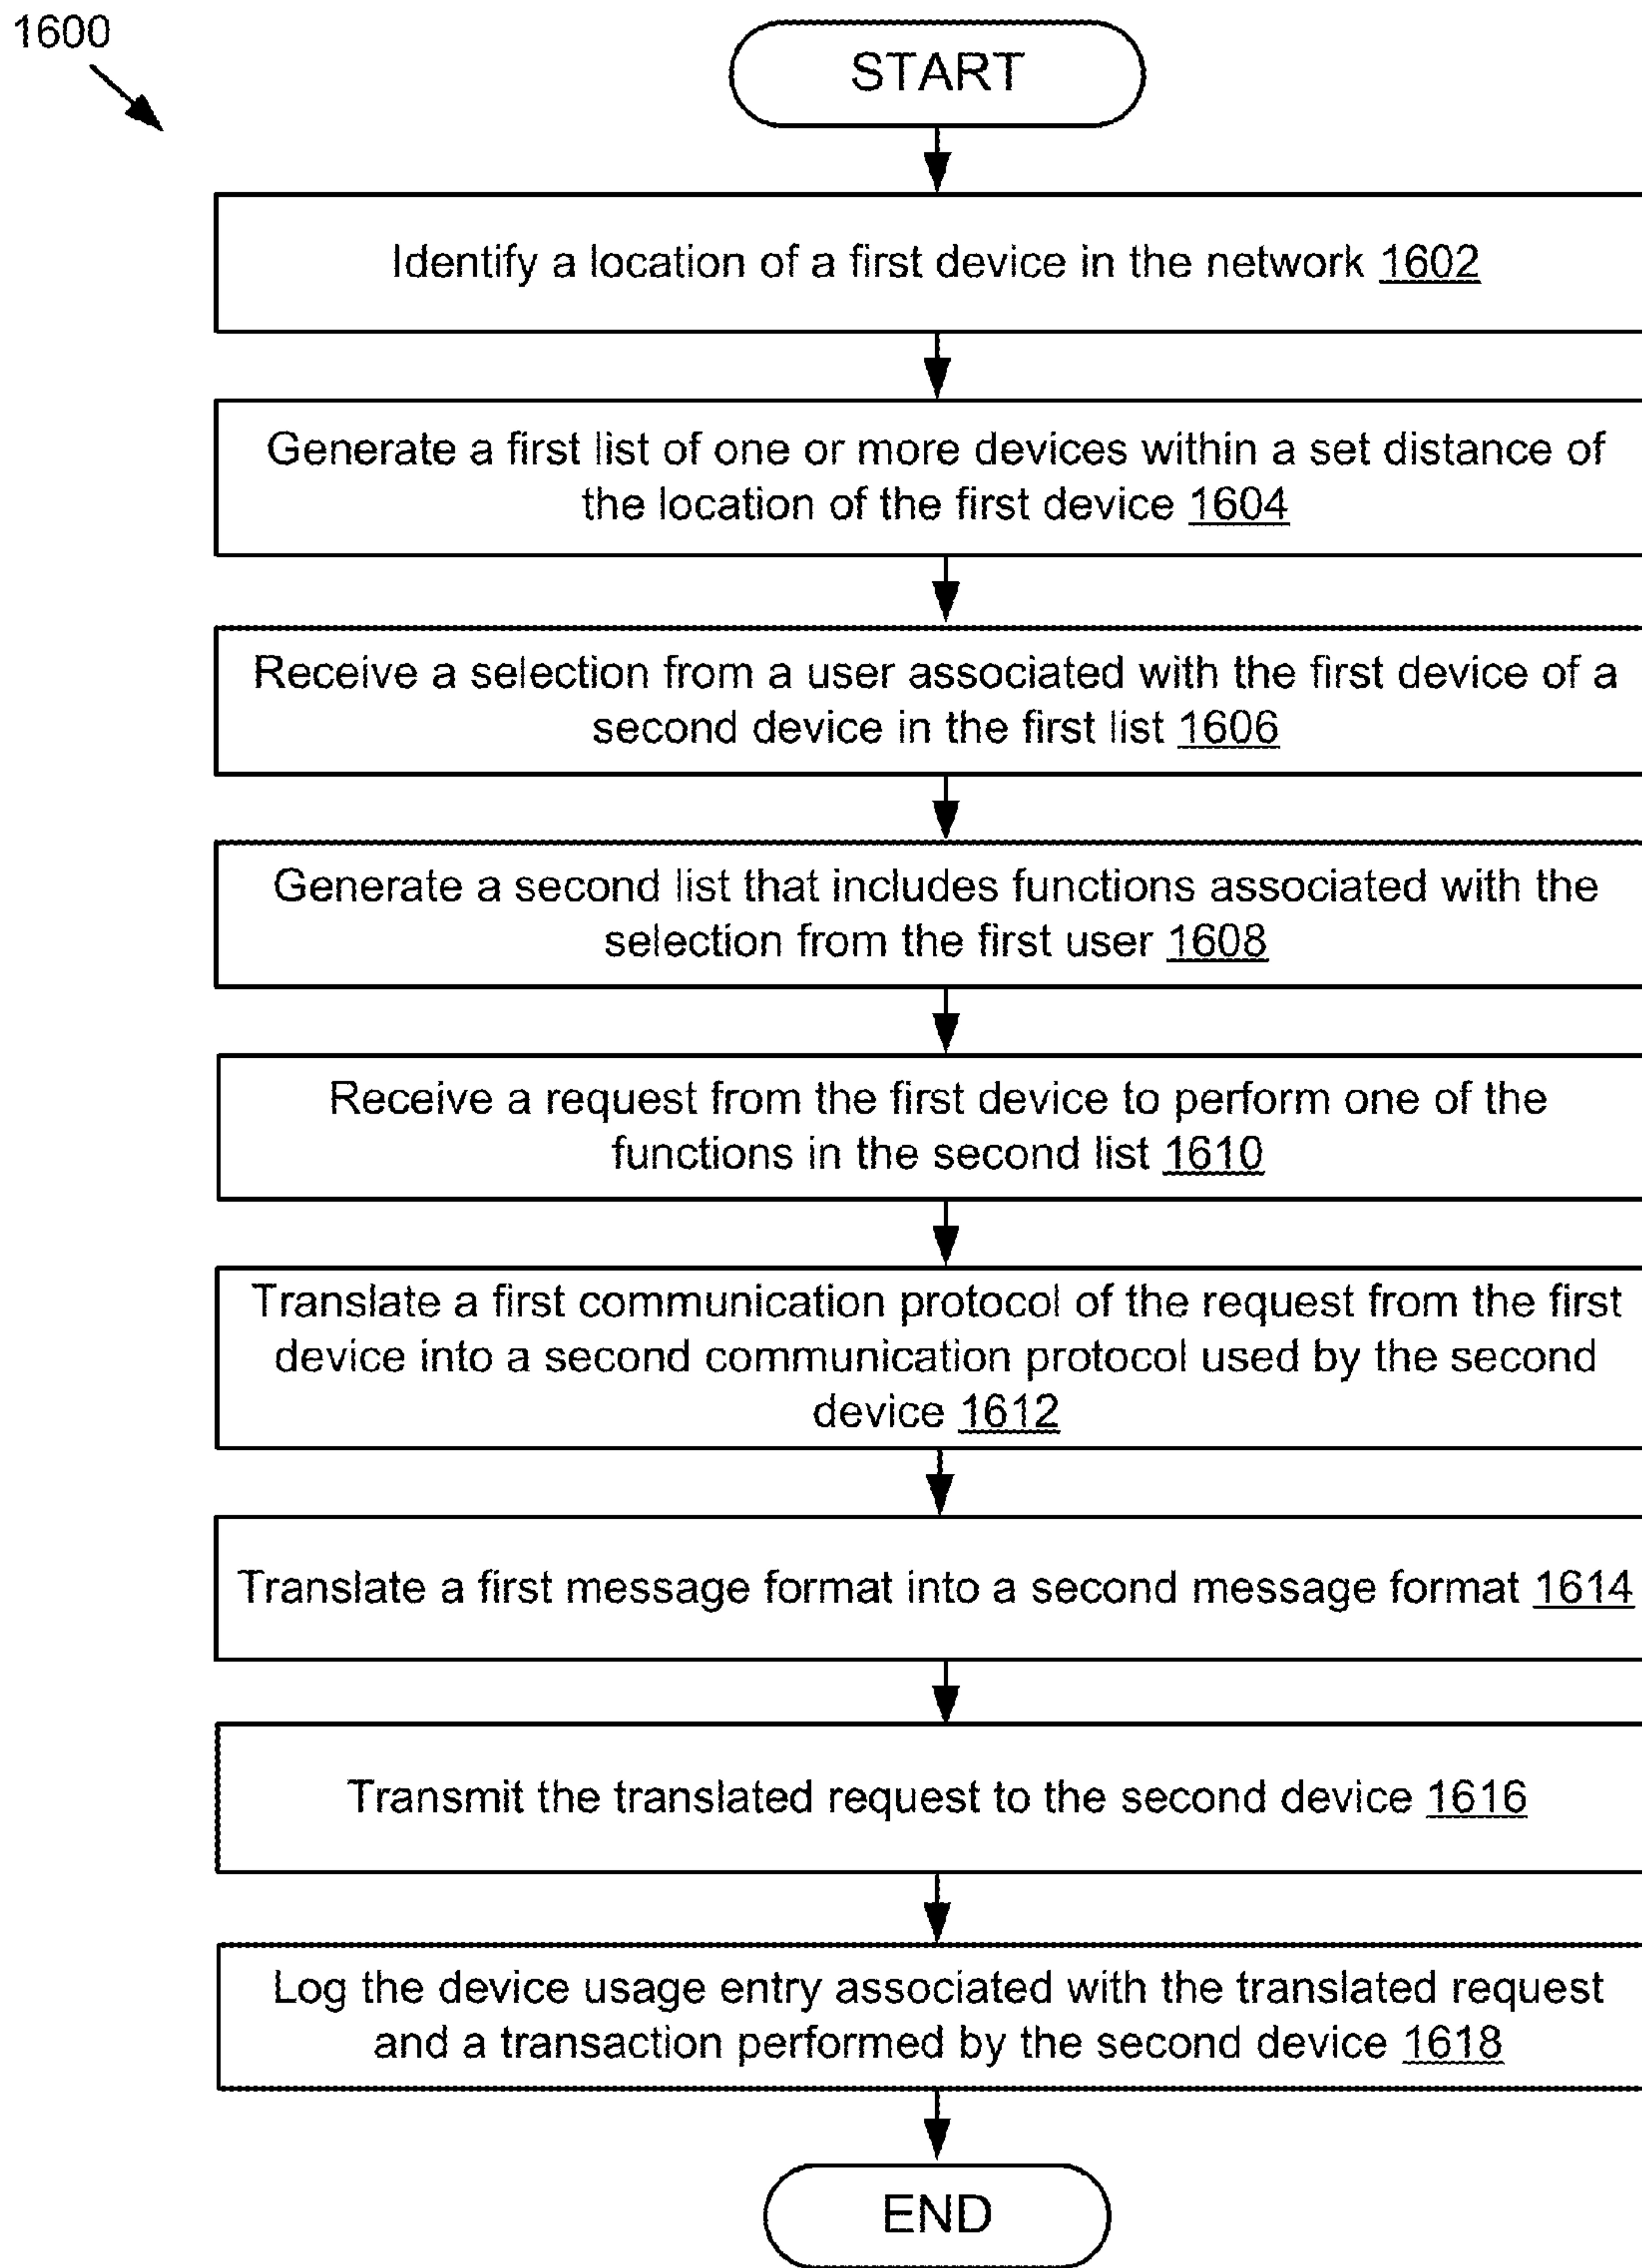 1600
START
Identify a location of a first device in the network 1602
Generate a first list of one or more devices within a set distance of
the location of the first device 1604
Receive a selection from a user associated with the first device of a
second device in the first list 1606
Generate a second list that includes functions associated with the
selection from the first user 1608
Receive a request from the first device to perform one of the
functions in the second list 1610
Translate a first communication protocol of the request from the first
device into a second communication protocol used by the second
device 1612
Translate a first message format into a second message format 1614
Transmit the translated request to the second device 1616
Log the device usage entry associated with the translated request
and a transaction performed by the second device 1618
END